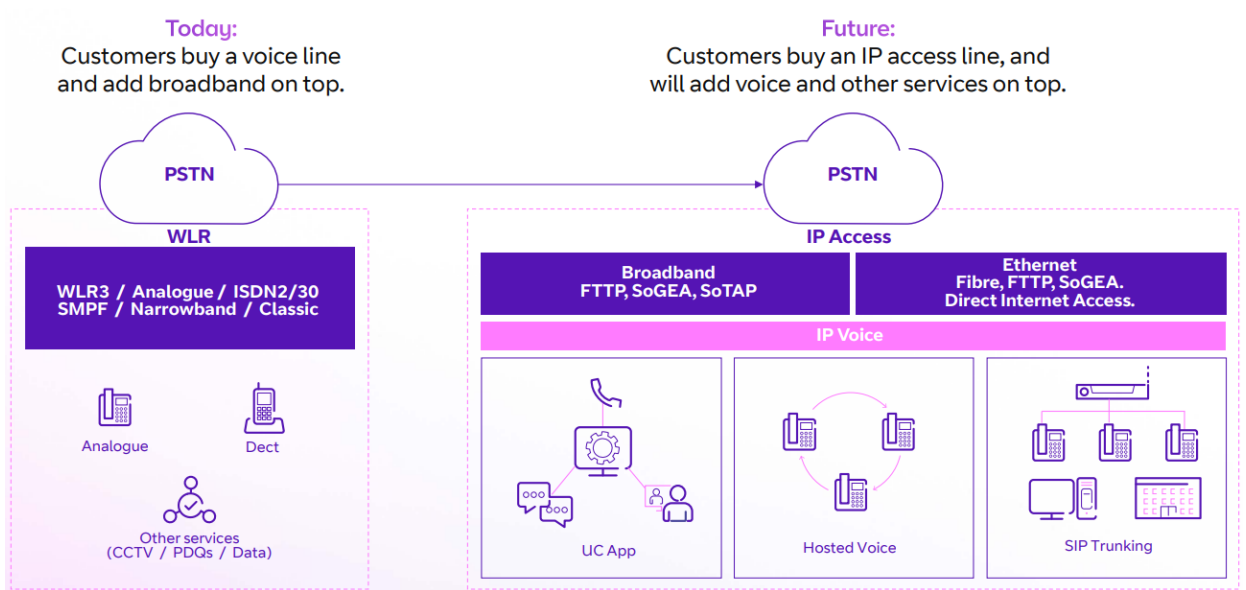 Today:
Customers buy a voice line
and add broadband on top.
PSTN
WLR
WLR3 / Analogue / ISDN2/30
SMPF / Narrowband / Classic
Analogue
Dect
Other services
(CCTV / PDQs / Data)
Future:
Customers buy an IP access line, and
will add voice and other services on top.
PSTN
IP Access
Broadband
FTTP, SoGEA, SoTAP
Ethernet
Fibre, FTTP, SoGEA.
Direct Internet Access.
IP Voice
UC App
Hosted Voice
SIP Trunking